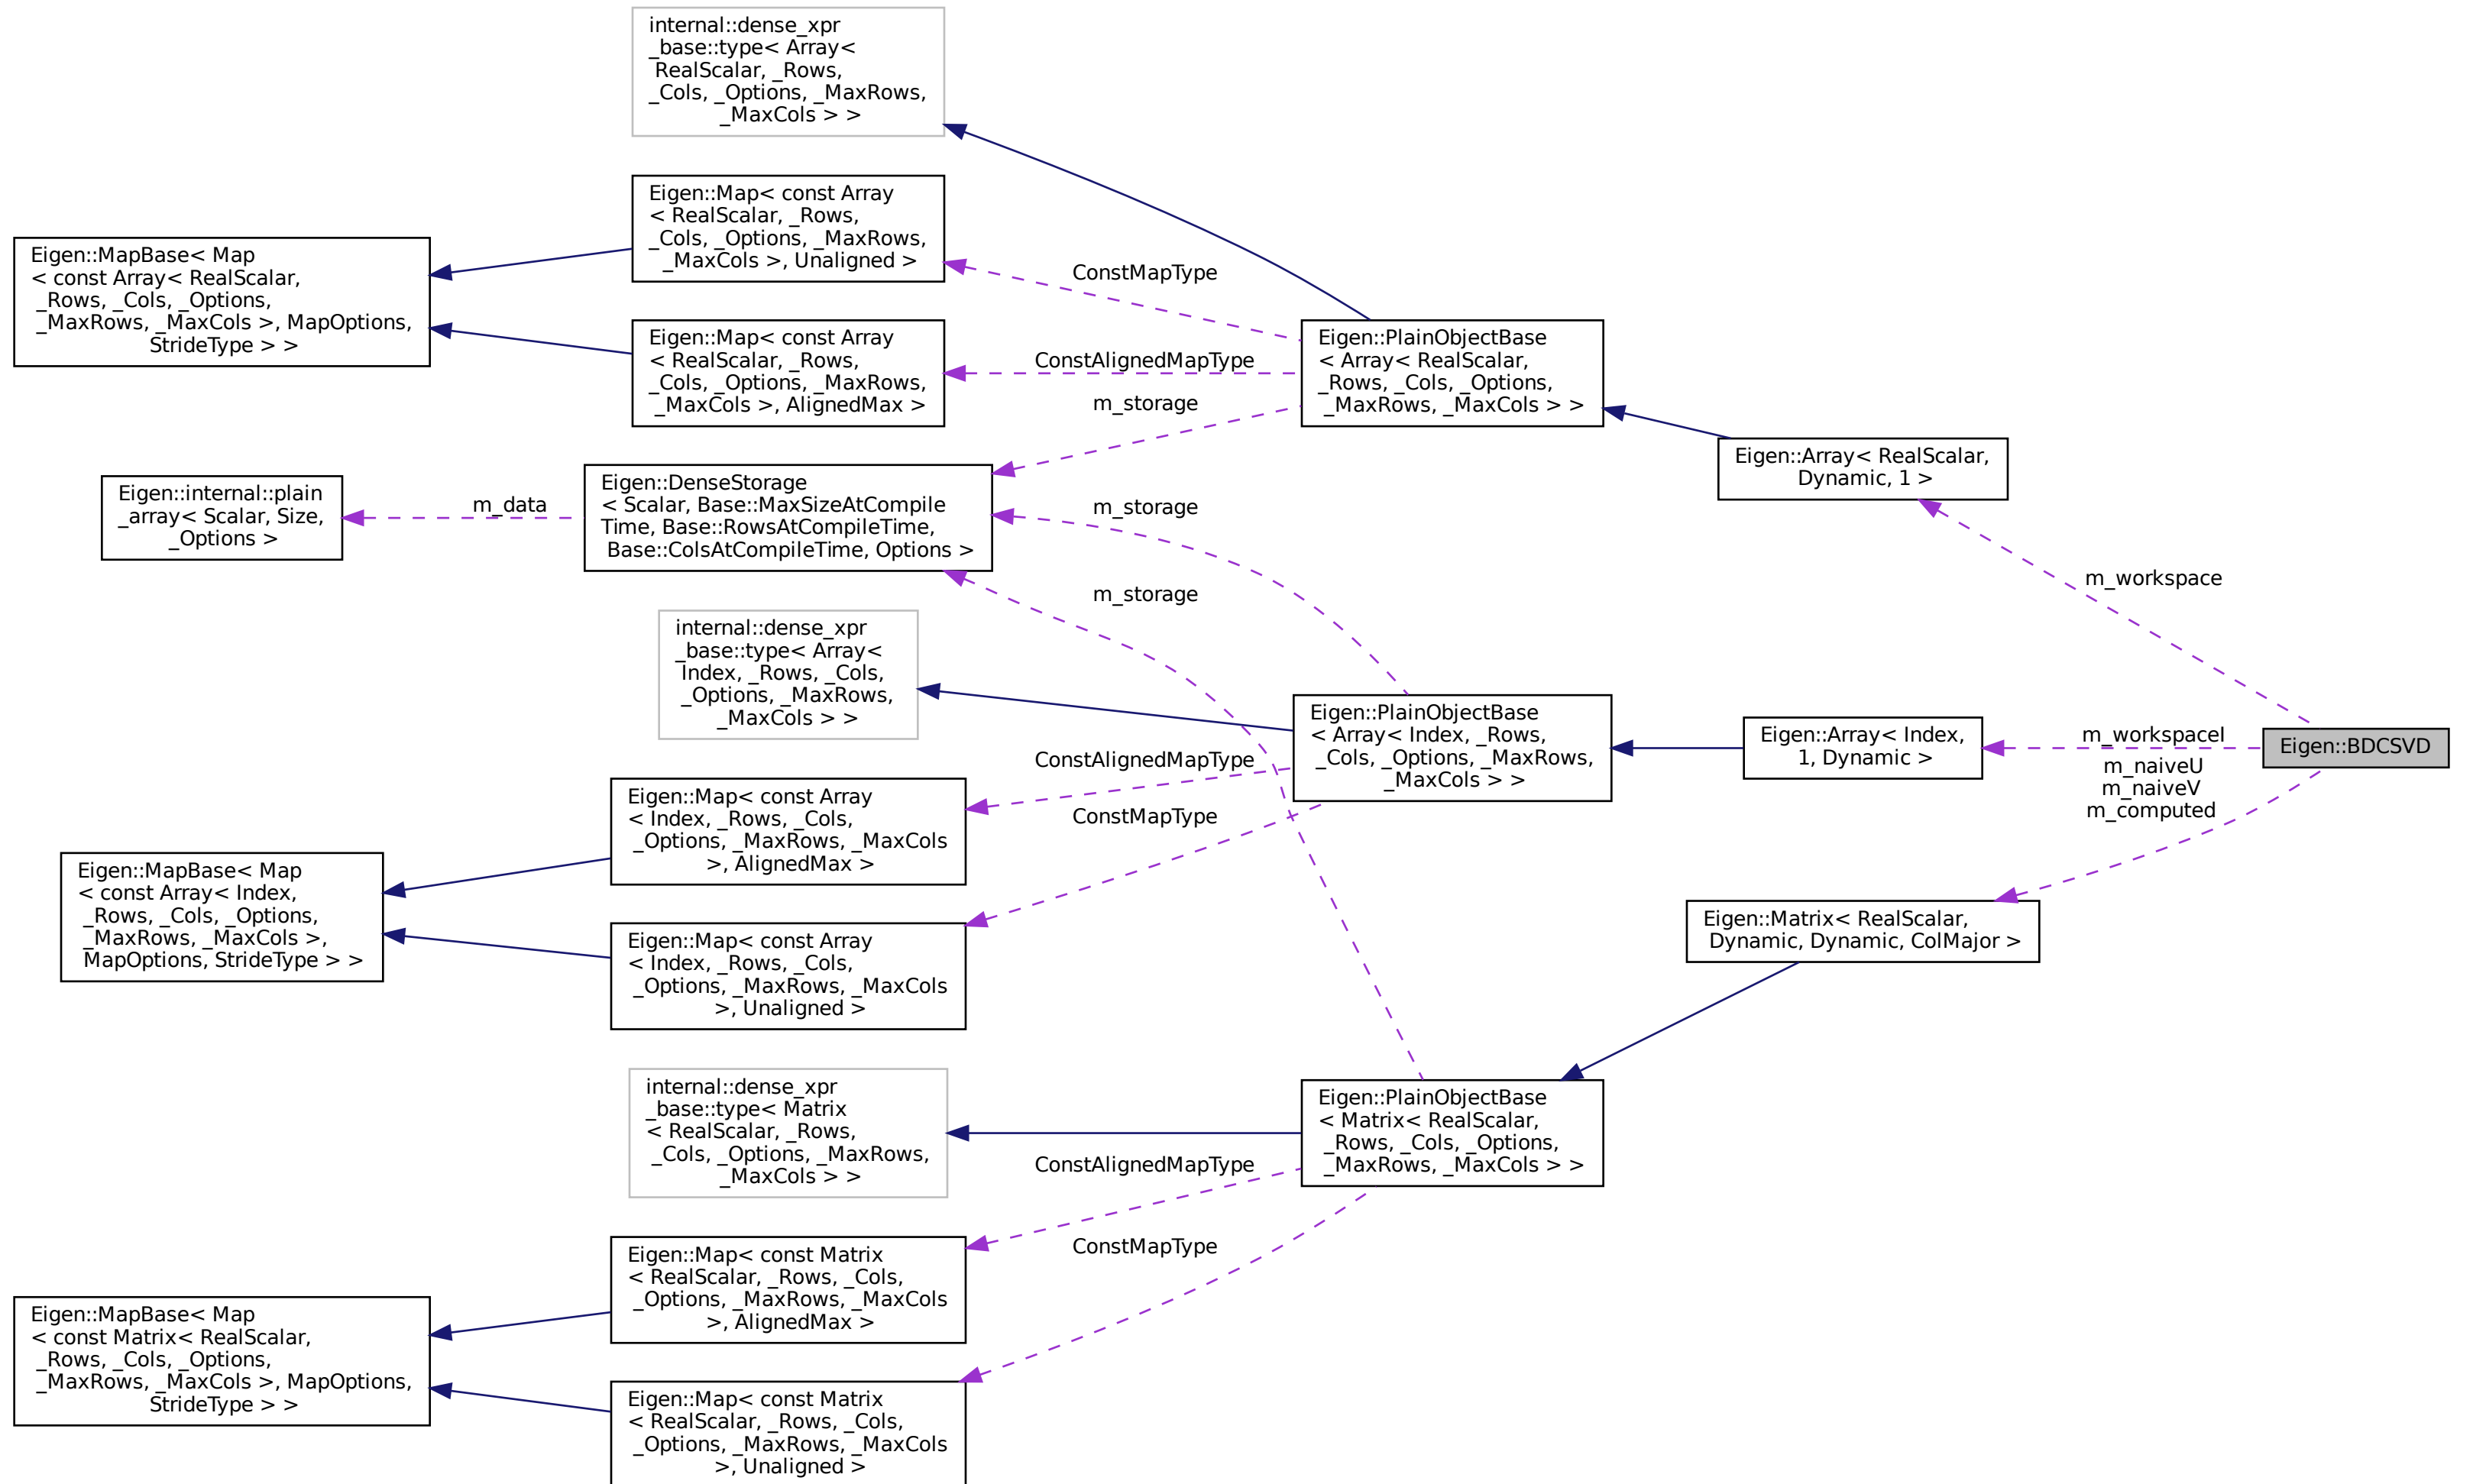 internal::dense_xpr
_base::type< Array<
RealScalar, _Rows,
_Cols, _Options, _MaxRows,
_MaxCols > >
Eigen::Map< const Array
< RealScalar, _Rows,
_Cols, _Options, _MaxRows,
_MaxCols >, Unaligned >
Eigen::MapBase< Map
< const Array< RealScalar,
_Rows, _Cols, _Options,
_MaxRows, _MaxCols >, MapOptions,
StrideType > >
ConstMapType
Eigen::Map< const Array
< RealScalar, _Rows,
_Cols, _Options, _MaxRows,
_MaxCols >, AlignedMax >
ConstAlignedMapType
Eigen::PlainObjectBase
< Array< RealScalar,
_Rows, _Cols, _Options,
_MaxRows, _MaxCols > >
m_storage
Eigen::Array< RealScalar,
Dynamic, 1 >
Eigen::internal::plain
_array< Scalar, Size,
_Options >
m_data
Eigen::DenseStorage
< Scalar, Base::MaxSizeAtCompile
Time, Base::RowsAtCompileTime,
Base::ColsAtCompileTime, Options >
m_storage
m_storage
m_workspace
internal::dense_xpr
_base::type< Array<
Index, _Rows, _Cols,
_Options, _MaxRows,
_MaxCols > >
Eigen::PlainObjectBase
< Array< Index, _Rows,
_Cols, _Options, _MaxRows,
_MaxCols > >
Eigen::Array< Index,
1, Dynamic >
m_workspaceI
Eigen::BDCSVD
m_naiveU
m_naiveV
m_computed
ConstAlignedMapType
ConstMapType
Eigen::Map< const Array
< Index, _Rows, _Cols,
_Options, _MaxRows, _MaxCols
>, AlignedMax >
Eigen::MapBase< Map
< const Array< Index,
_Rows, _Cols, _Options,
_MaxRows, _MaxCols >,
MapOptions, StrideType > >
Eigen::Map< const Array
< Index, _Rows, _Cols,
_Options, _MaxRows, _MaxCols
>, Unaligned >
Eigen::Matrix< RealScalar,
Dynamic, Dynamic, ColMajor >
internal::dense_xpr
_base::type< Matrix
< RealScalar, _Rows,
_Cols, _Options, _MaxRows,
_MaxCols > >
Eigen::PlainObjectBase
< Matrix< RealScalar,
_Rows, _Cols, _Options,
_MaxRows, _MaxCols > >
ConstAlignedMapType
ConstMapType
Eigen::Map< const Matrix
< RealScalar, _Rows, _Cols,
_Options, _MaxRows, _MaxCols
>, AlignedMax >
Eigen::MapBase< Map
< const Matrix< RealScalar,
_Rows, _Cols, _Options,
_MaxRows, _MaxCols >, MapOptions,
StrideType > >
Eigen::Map< const Matrix
< RealScalar, _Rows, _Cols,
_Options, _MaxRows, _MaxCols
>, Unaligned >